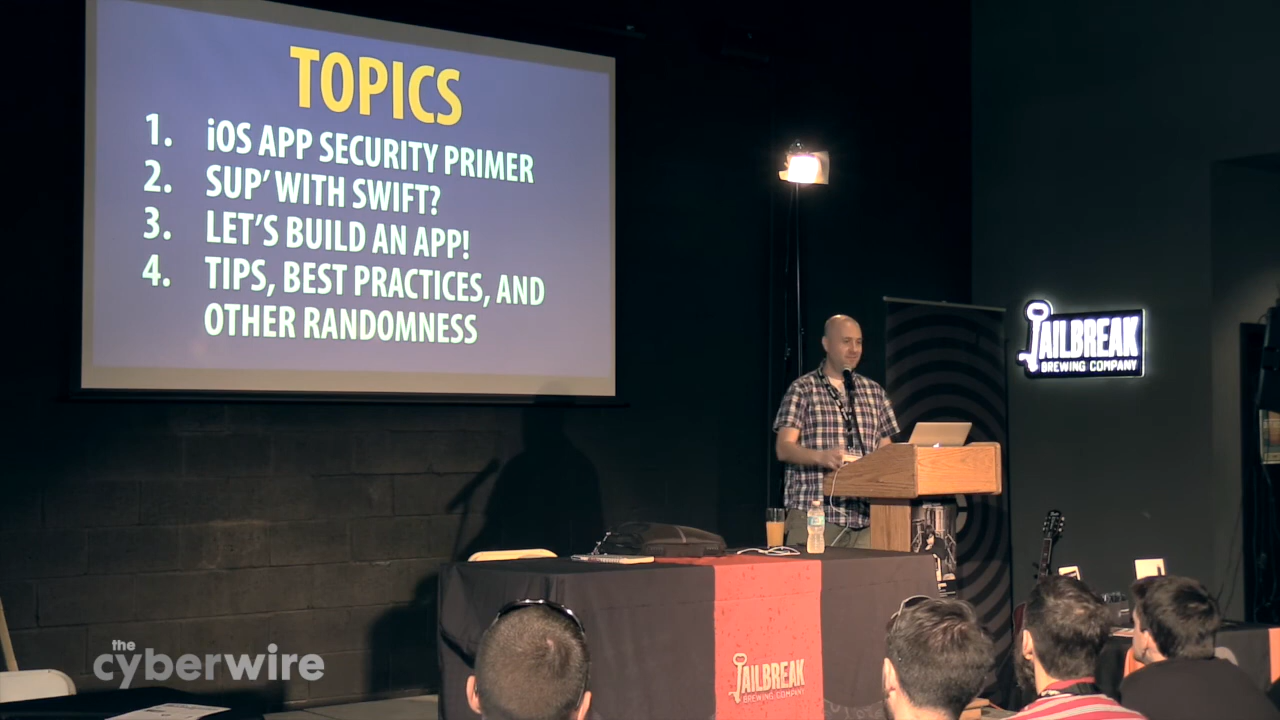 TOPICS
1. iOS APP SECURITY PRIMER
2. SUP' WITH SWIFT?
3. LET'S BUILD AN APP!
4. TIPS, BEST PRACTICES, AND
OTHER RANDOMNESS
JAILBREAK
BREWING COMPANY
JAILBREAK
BREWING COMPANY
the
cyberwire